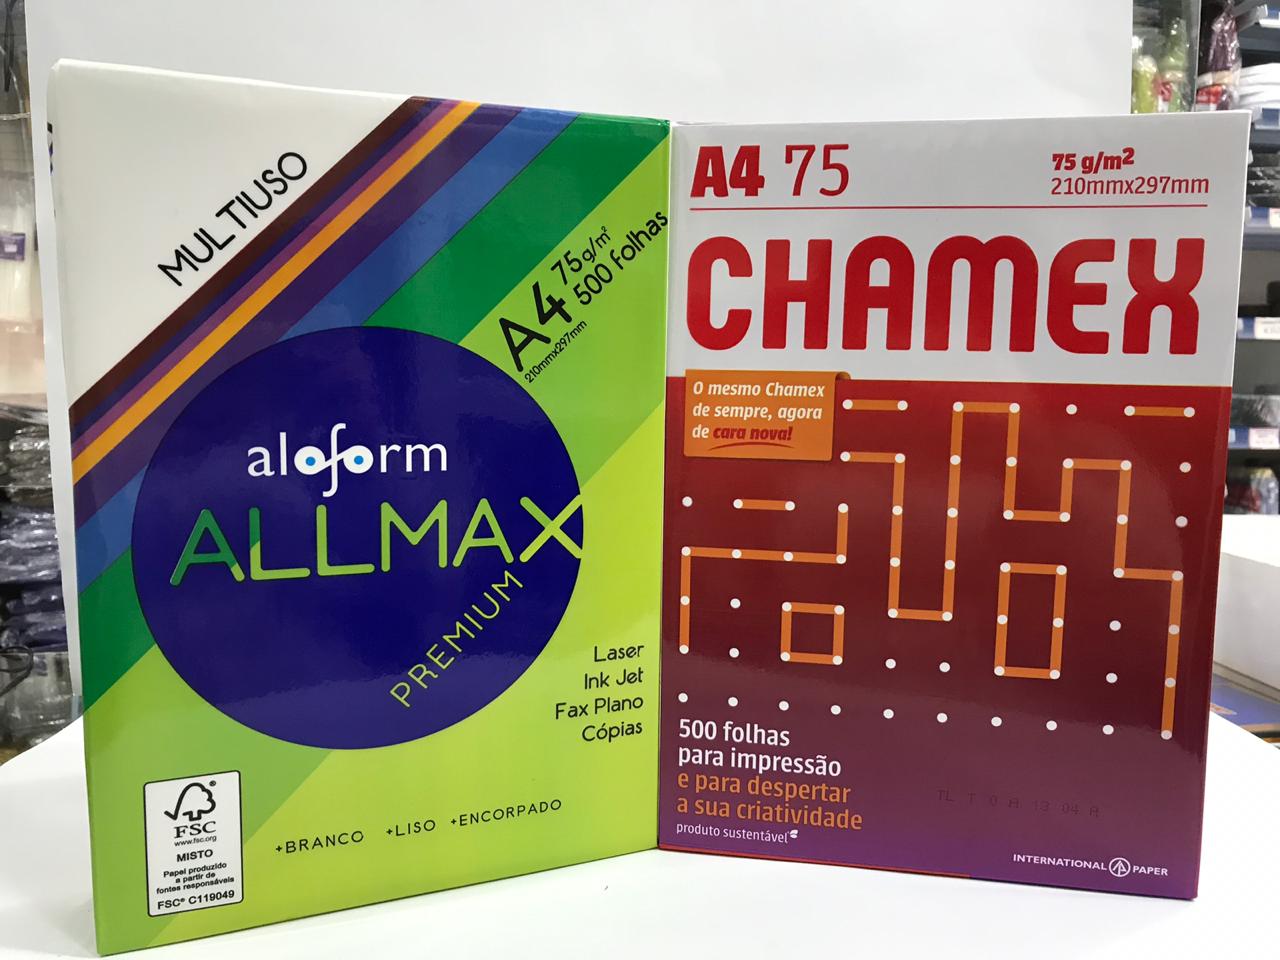 MULTIUSO
A4 75g/m²
500 folhas
210mmx297mm
aloform
ALLMAX
PREMIUM
Laser
Ink Jet
Fax Plano
Cópias
+BRANCO +LISO +ENCORPADO
FSC
www.fsc.org
MISTO
Papel produzido
a partir de
fontes responsáveis
FSC® C119049
A4 75
75 g/m²
210mmx297mm
CHAMEX
O mesmo Chamex
de sempre, agora
de cara nova!
500 folhas
para impressão
e para despertar
a sua criatividade
produto sustentável
INTERNATIONAL PAPER